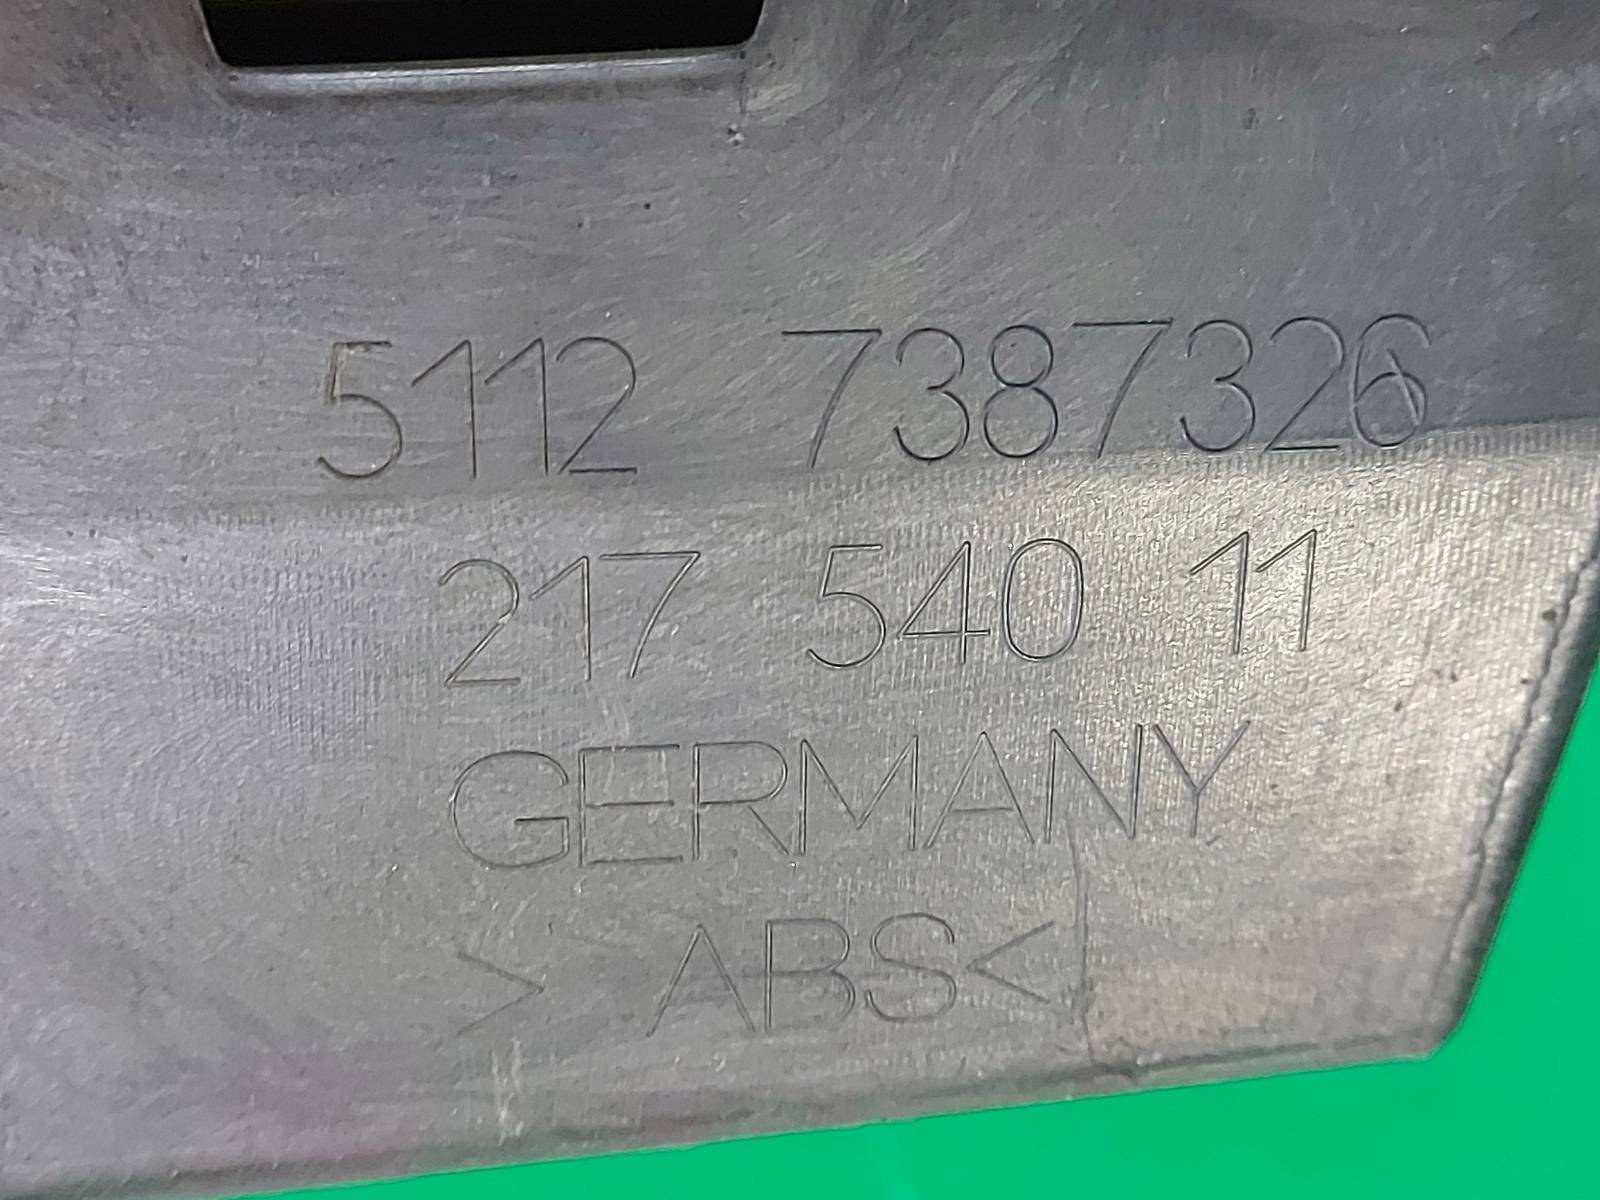 5112 7387326
217 540 11
GERMANY
> ABS<